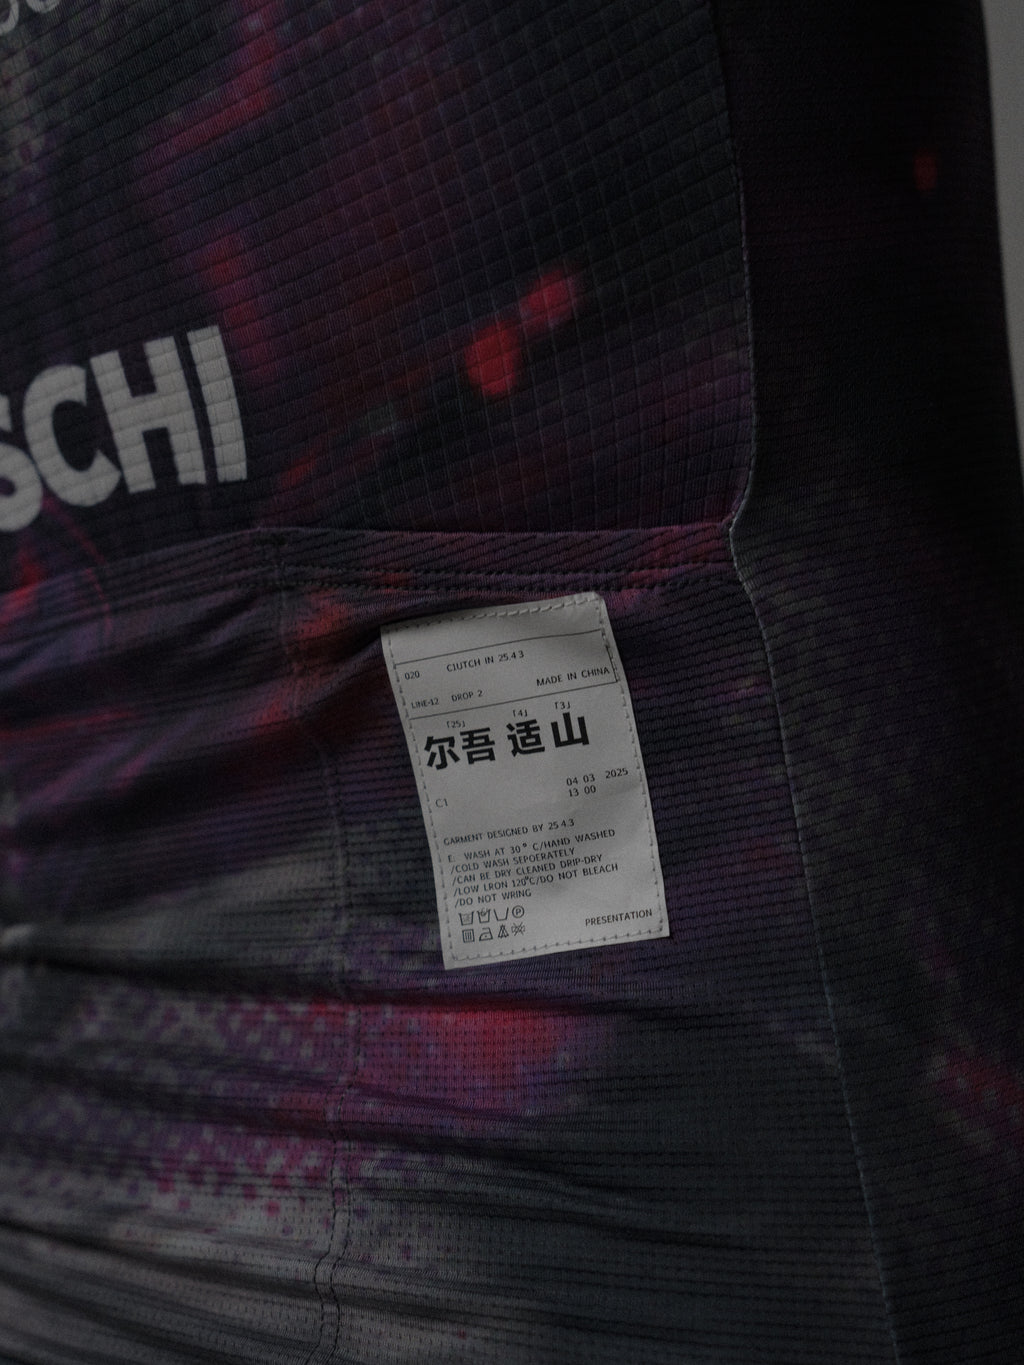 SCHI
020 CIUTCH IN 25.4 3
LINE-12 DROP 2 MADE IN CHINA
「25」 「4」 「3」
尔吾 适山
C1 04 03 2025
13 00
GARMENT DESIGNED BY 25 4.3
E: WASH AT 30° C/HAND WASHED
/COLD WASH SEPOERATELY
/CAN BE DRY CLEANED DRIP-DRY
/LOW LRON 120℃/DO NOT BLEACH
/DO NOT WRING
PRESENTATION